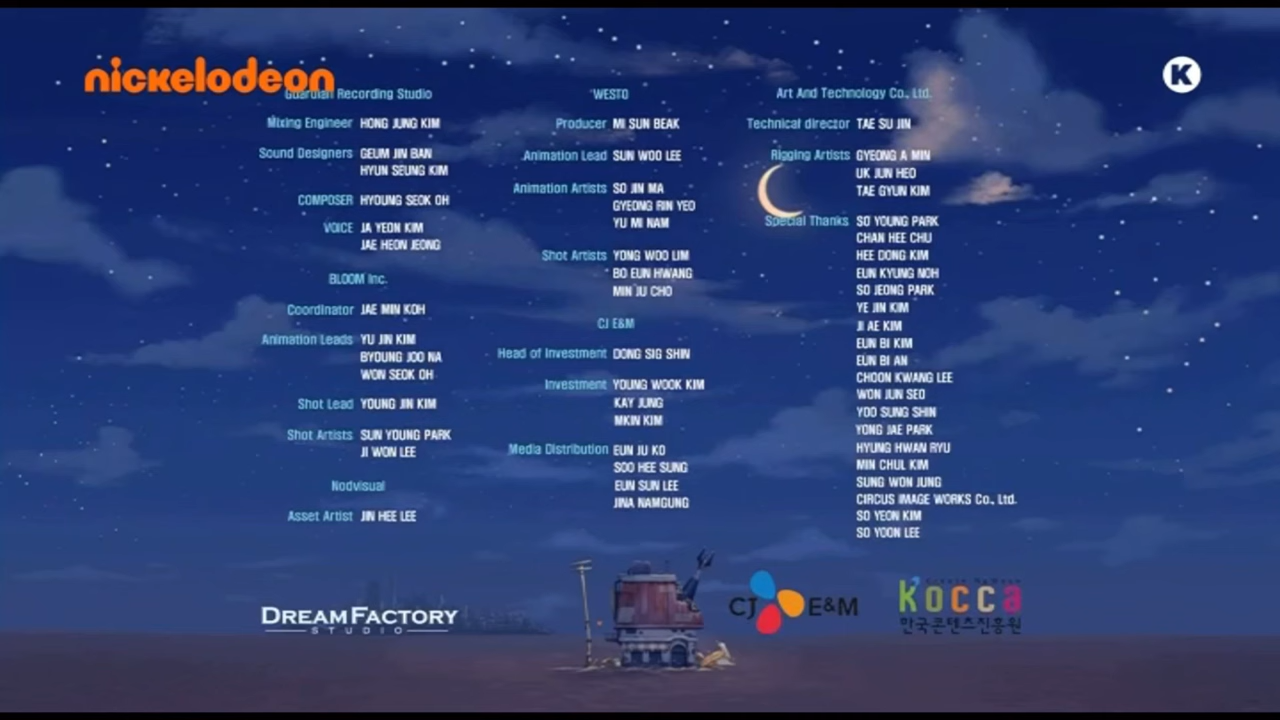 nickelodeon
K
Guardian Recording Studio
Mixing Engineer HONG JUNG KIM
Sound Designers GEUM JIN BAN
HYUN SEUNG KIM
COMPOSER HYOUNG SEOK OH
VOICE JA YEON KIM
JAE HEON JEONG
BLOOM Inc.
Coordinator JAE MIN KOH
Animation Leads YU JIN KIM
BYOUNG JOO NA
WON SEOK OH
Shot Lead YOUNG JIN KIM
Shot Artists SUN YOUNG PARK
JI WON LEE
Nodvisual
Asset Artist JIN HEE LEE
WESTO
Producer MI SUN BEAK
Animation Lead SUN WOO LEE
Animation Artists SO JIN MA
GYEONG RIN YEO
YU MI NAM
Shot Artists YONG WOO LIM
BO EUN HWANG
MIN JU CHO
CJ E&M
Head of Investment DONG SIG SHIN
Investment YOUNG WOOK KIM
KAY JUNG
MKIN KIM
Media Distribution EUN JU KO
SOO HEE SUNG
EUN SUN LEE
JINA NAMGUNG
Art And Technology Co., Ltd.
Technical director TAE SU JIN
Rigging Artists GYEONG A MIN
UK JUN HEO
TAE GYUN KIM
Special Thanks SO YOUNG PARK
CHAN HEE CHU
HEE DONG KIM
EUN KYUNG NOH
SO JEONG PARK
YE JIN KIM
JI AE KIM
EUN BI KIM
EUN BI AN
CHOON KWANG LEE
WON JUN SEO
YOO SUNG SHIN
YONG JAE PARK
HYUNG HWAN RYU
MIN CHUL KIM
SUNG WON JUNG
CIRCUS IMAGE WORKS Co., Ltd.
SO YEON KIM
SO YOON LEE
DREAMFACTORY
STUDIO
CJ E&M
kocca
한국콘텐츠진흥원